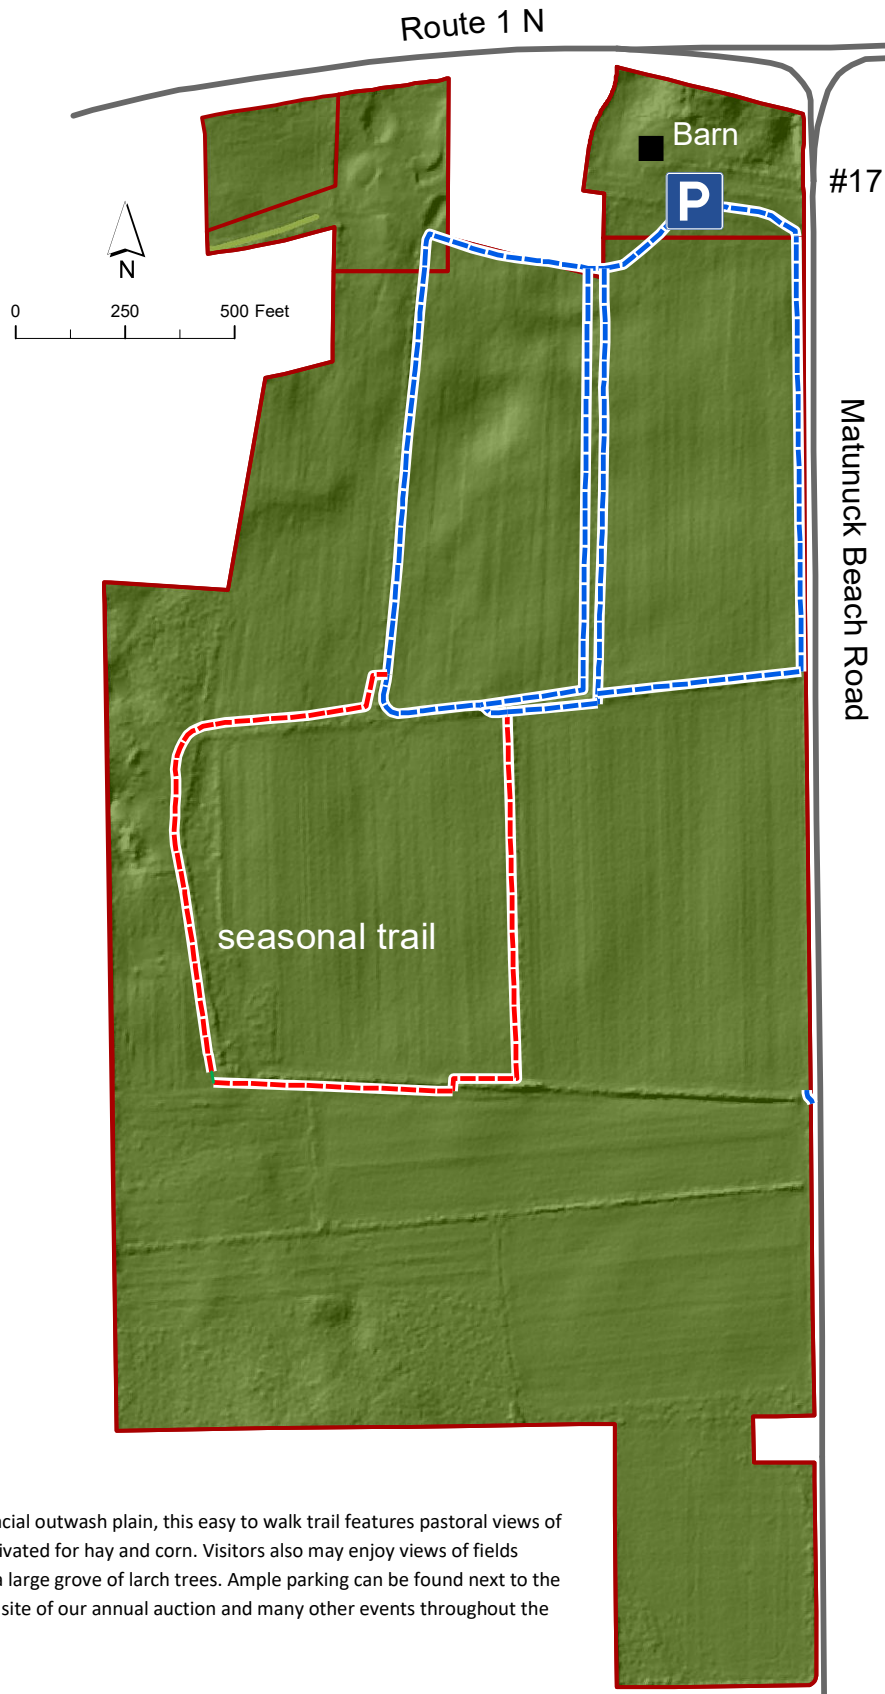 Route 1 N
Barn
P
#17
N
0 250 500 Feet
Matunuck Beach Road
seasonal trail
outwash plain, this easy to walk trail features pastoral views of
for hay and corn. Visitors also may enjoy views of fields
large grove of larch trees. Ample parking can be found next to the
site of our annual auction and many other events throughout the